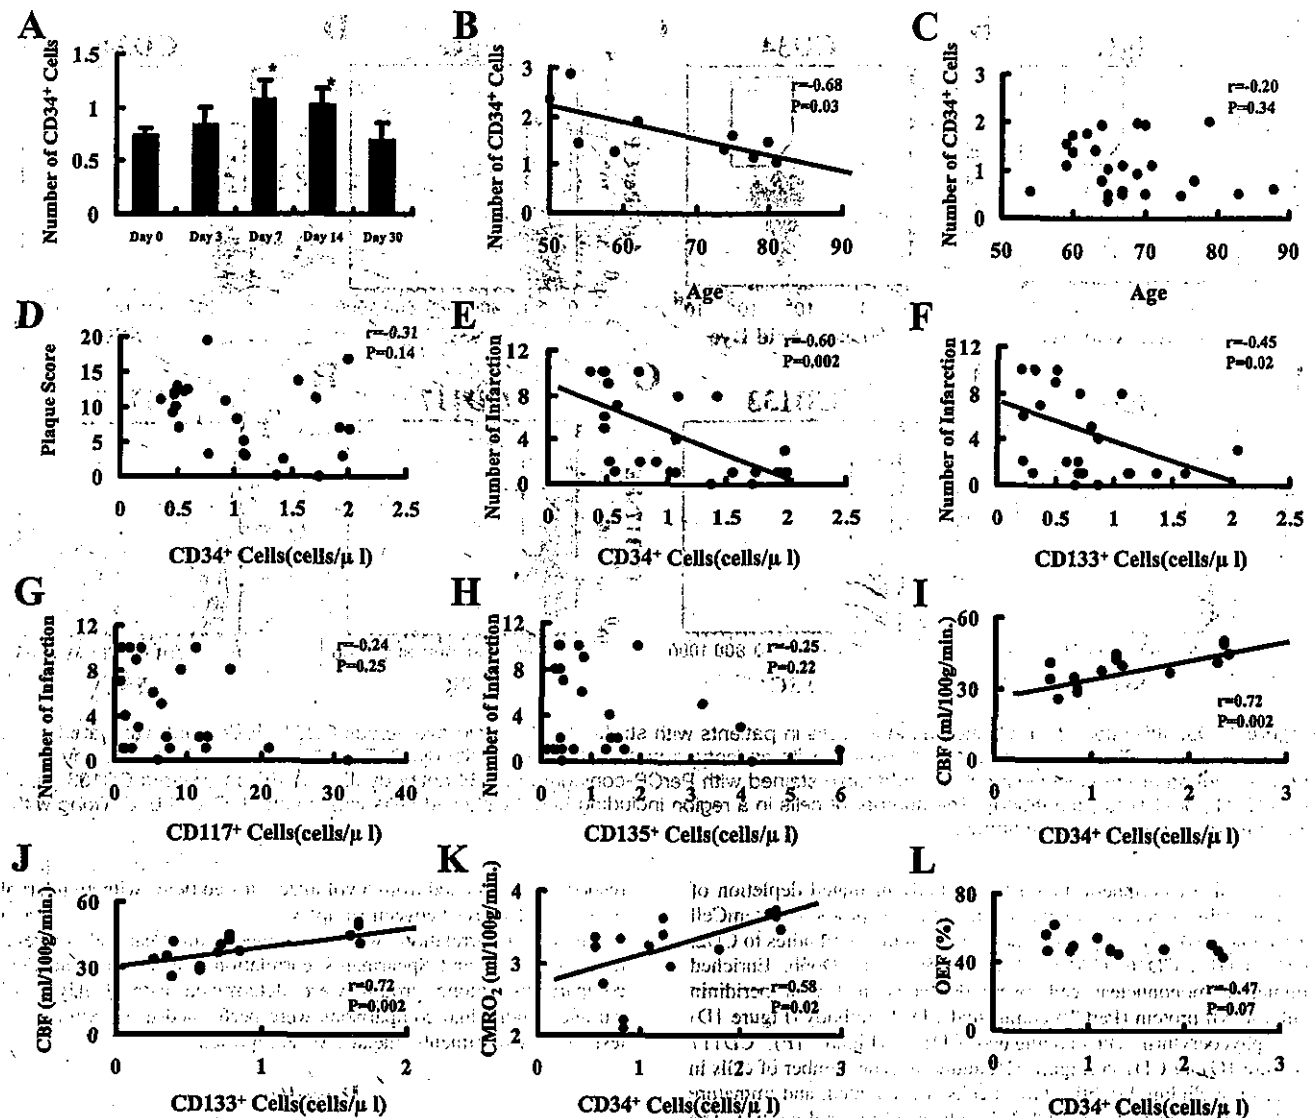 A
Number of CD34+ Cells
1.5
1
0.5
0
*
*
Day 0
Day 3
Day 7
Day 14
Day 30
B
Number of CD34+ Cells
3
2
1
0
r=-0.68
P=0.03
50
60
70
80
90
Age
C
Number of CD34+ Cells
3
2
1
0
r=-0.20
P=0.34
50
60
70
80
90
Age
D
Plaque Score
20
15
10
5
0
r=-0.31
P=0.14
0
0.5
1
1.5
2
2.5
CD34+ Cells(cells/μ l)
E
Number of Infarction
12
8
4
0
r=-0.60
P=0.002
0
0.5
1
1.5
2
2.5
CD34+ Cells(cells/μ l)
F
Number of Infarction
12
8
4
0
r=-0.45
P=0.02
0
0.5
1
1.5
2
2.5
CD133+ Cells(cells/μ l)
G
Number of Infarction
12
8
4
0
r=-0.24
P=0.25
0
10
20
30
40
CD117+ Cells(cells/μ l)
H
Number of Infarction
12
8
4
0
r=-0.25
P=0.22
0
1
2
3
4
5
6
CD135+ Cells(cells/μ l)
I
CBF (ml/100g/min.)
60
30
0
r=0.72
P=0.002
0
1
2
3
CD34+ Cells(cells/μ l)
J
CBF (ml/100g/min.)
60
30
0
r=0.72
P=0.002
0
1
2
CD133+ Cells(cells/μ l)
K
CMRO2 (ml/100g/min.)
4
3
2
r=0.58
P=0.02
0
1
2
3
CD34+ Cells(cells/μ l)
L
OEF (%)
80
40
0
r=-0.47
P=0.07
0
1
2
3
CD34+ Cells(cells/μ l)